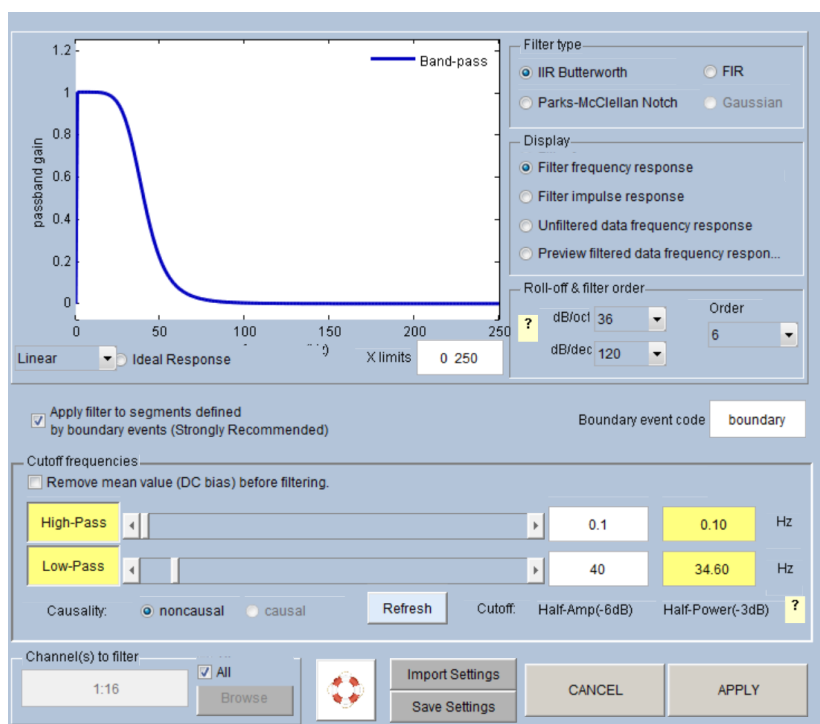 Filter type
IIR Butterworth
FIR
Parks-McClellan Notch
Gaussian
Band-pass
passband gain
1.2
1
0.8
0.6
0.4
0.2
0
0 50 100 150 200 250
Display
Filter frequency response
Filter impulse response
Unfiltered data frequency response
Preview filtered data frequency respon...
Roll-off & filter order
? dB/oct 36
Order
6
dB/dec 120
Linear
Ideal Response
X limits 0 250
Apply filter to segments defined
by boundary events (Strongly Recommended)
Boundary event code boundary
Cutoff frequencies
Remove mean value (DC bias) before filtering.
High-Pass 0.1 0.10 Hz
Low-Pass 40 34.60 Hz
Causality: noncausal causal Refresh Cutoff: Half-Amp(-6dB) Half-Power(-3dB) ?
Channel(s) to filter
1:16
All
Browse
Import Settings
Save Settings
CANCEL
APPLY